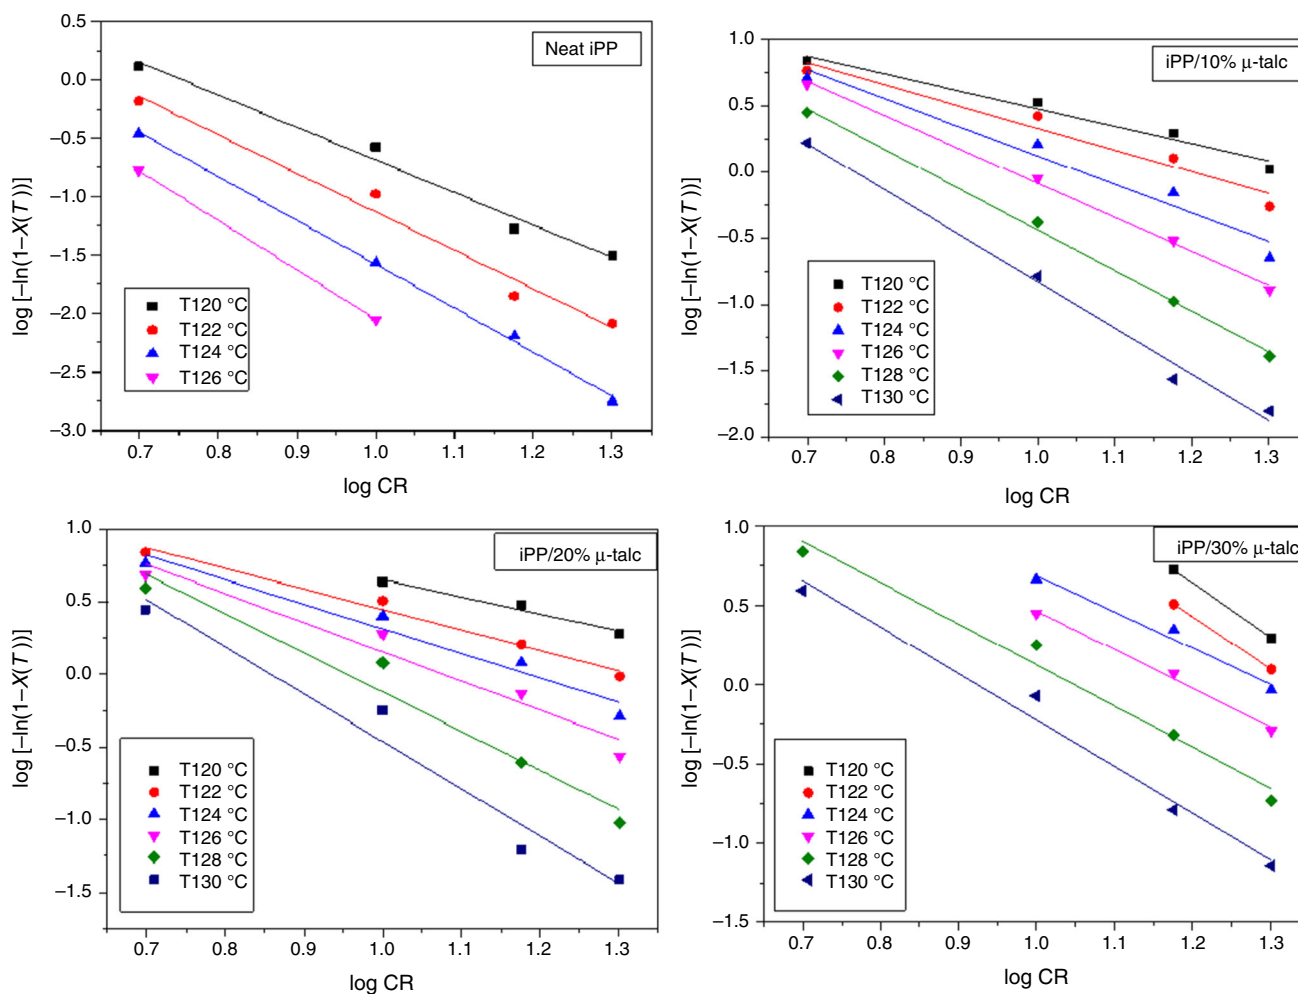 Neat iPP
0.5
0.0
−0.5
−1.0
−1.5
−2.0
−2.5
−3.0
log [−ln(1−X(T))]
T120 °C
T122 °C
T124 °C
T126 °C
0.7 0.8 0.9 1.0 1.1 1.2 1.3
log CR
iPP/10% μ-talc
1.0
0.5
0.0
−0.5
−1.0
−1.5
−2.0
log [−ln(1−X(T))]
T120 °C
T122 °C
T124 °C
T126 °C
T128 °C
T130 °C
0.7 0.8 0.9 1.0 1.1 1.2 1.3
log CR
iPP/20% μ-talc
1.0
0.5
0.0
−0.5
−1.0
−1.5
log [−ln(1−X(T))]
T120 °C
T122 °C
T124 °C
T126 °C
T128 °C
T130 °C
0.7 0.8 0.9 1.0 1.1 1.2 1.3
log CR
iPP/30% μ-talc
1.0
0.5
0.0
−0.5
−1.0
−1.5
log [−ln(1−X(T))]
T120 °C
T122 °C
T124 °C
T126 °C
T128 °C
T130 °C
0.7 0.8 0.9 1.0 1.1 1.2 1.3
log CR